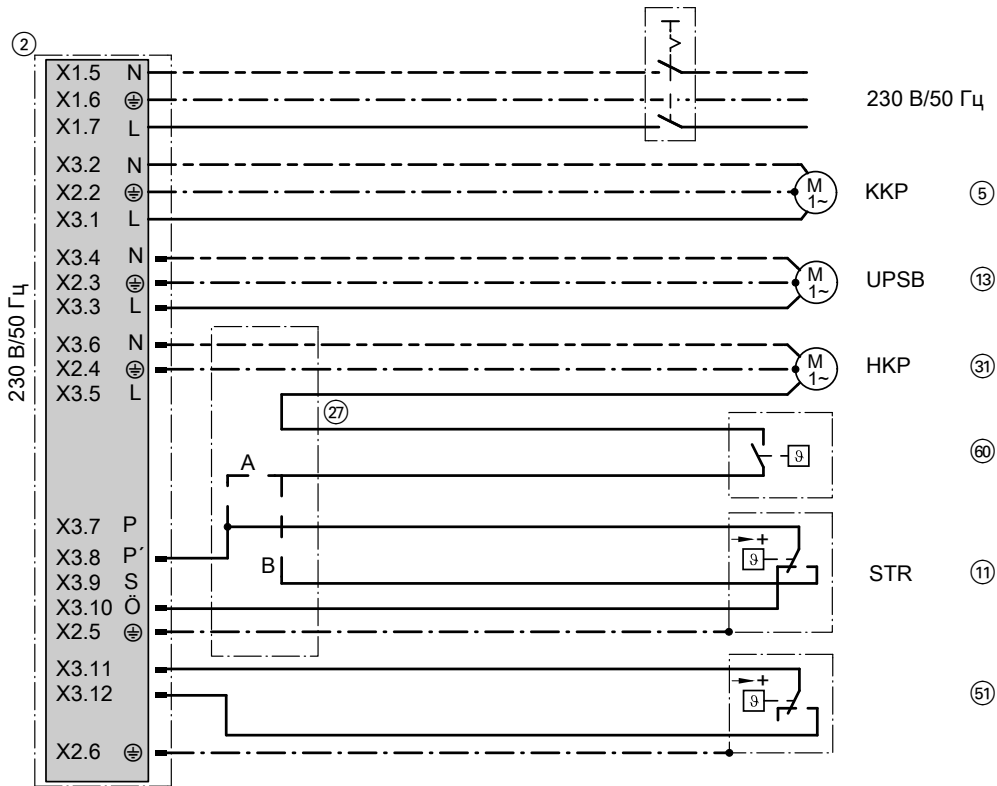 ②
X1.5 N
X1.6
X1.7 L
230 В/50 Гц
X3.2 N
X2.2
X3.1 L
M
1~
KKP ⑤
X3.4 N
X2.3
X3.3 L
M
1~
UPSB ⑬
X3.6 N
X2.4
X3.5 L
M
1~
HKP ㉛
230 В/50 Гц
㉗
ϑ
60
A
B
X3.7 P
X3.8 P´
X3.9 S
X3.10 Ö
X2.5
+
ϑ
STR ⑪
X3.11
X3.12
X2.6
+
ϑ
51